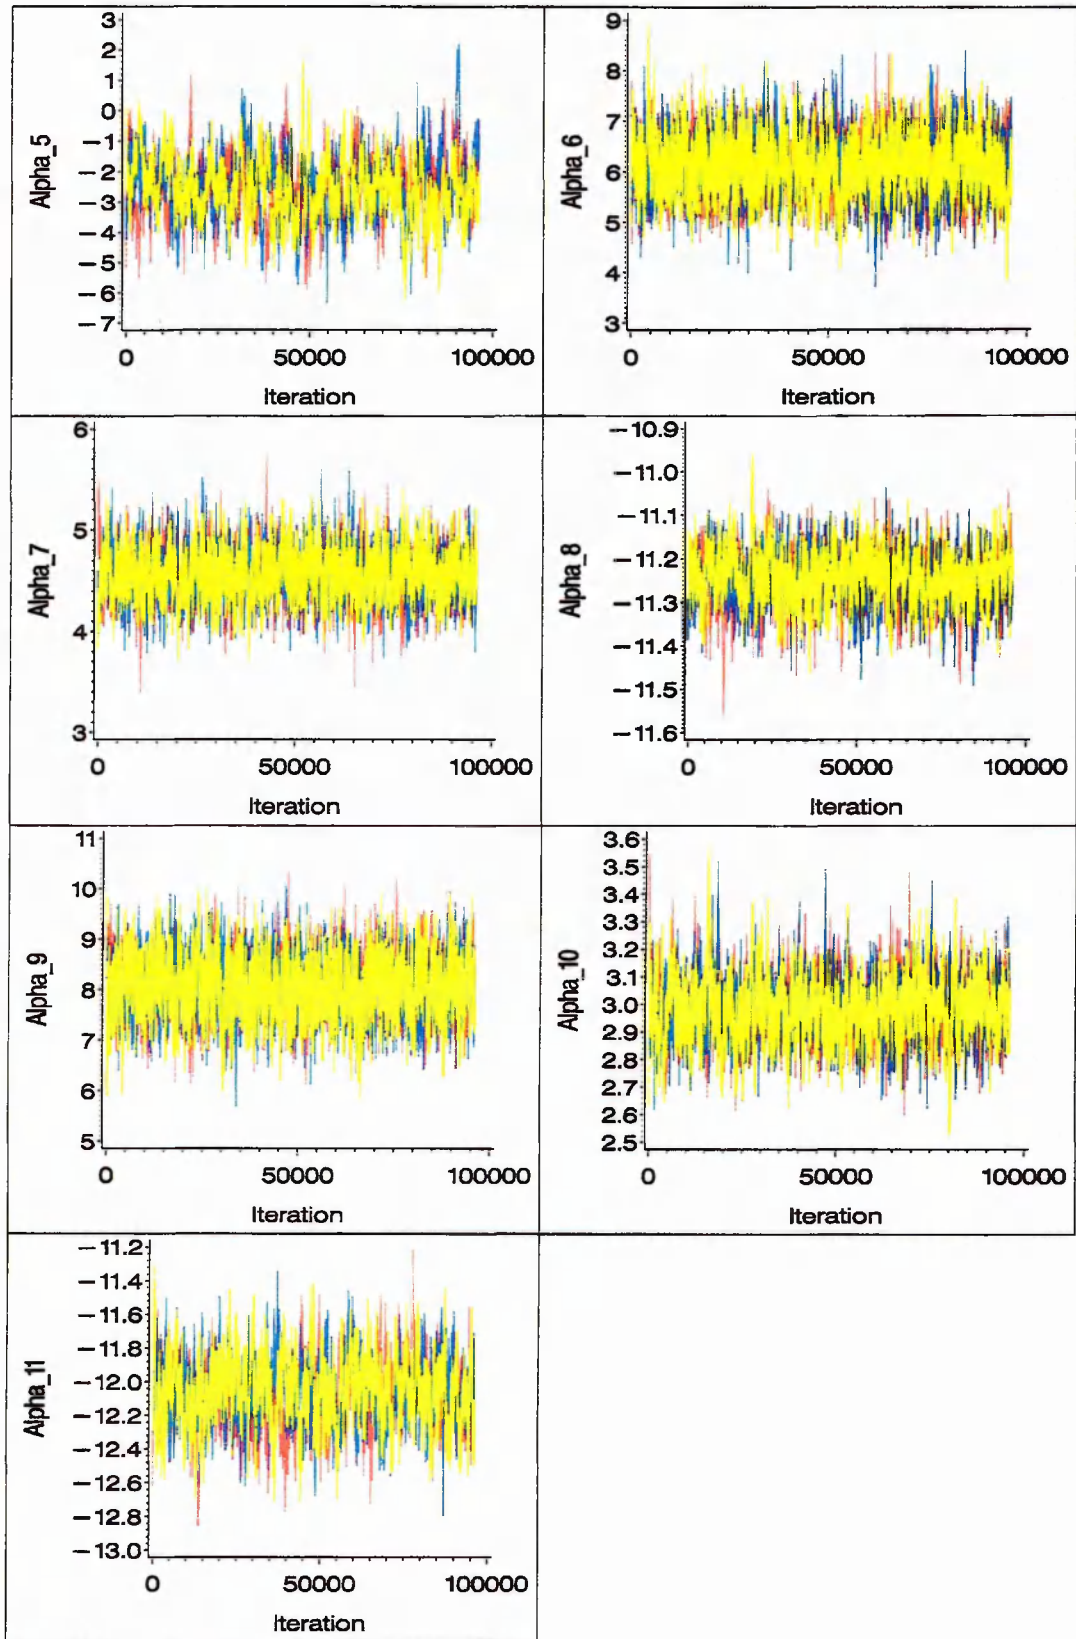 Alpha_5
3
2
1
0
−1
−2
−3
−4
−5
−6
−7
0 50000 100000
Iteration
Alpha_6
9
8
7
6
5
4
3
0 50000 100000
Iteration
Alpha_7
6
5
4
3
0 50000 100000
Iteration
Alpha_8
−10.9
−11.0
−11.1
−11.2
−11.3
−11.4
−11.5
−11.6
0 50000 100000
Iteration
Alpha_9
11
10
9
8
7
6
5
0 50000 100000
Iteration
Alpha_10
3.6
3.5
3.4
3.3
3.2
3.1
3.0
2.9
2.8
2.7
2.6
2.5
0 50000 100000
Iteration
Alpha_11
−11.2
−11.4
−11.6
−11.8
−12.0
−12.2
−12.4
−12.6
−12.8
−13.0
0 50000 100000
Iteration